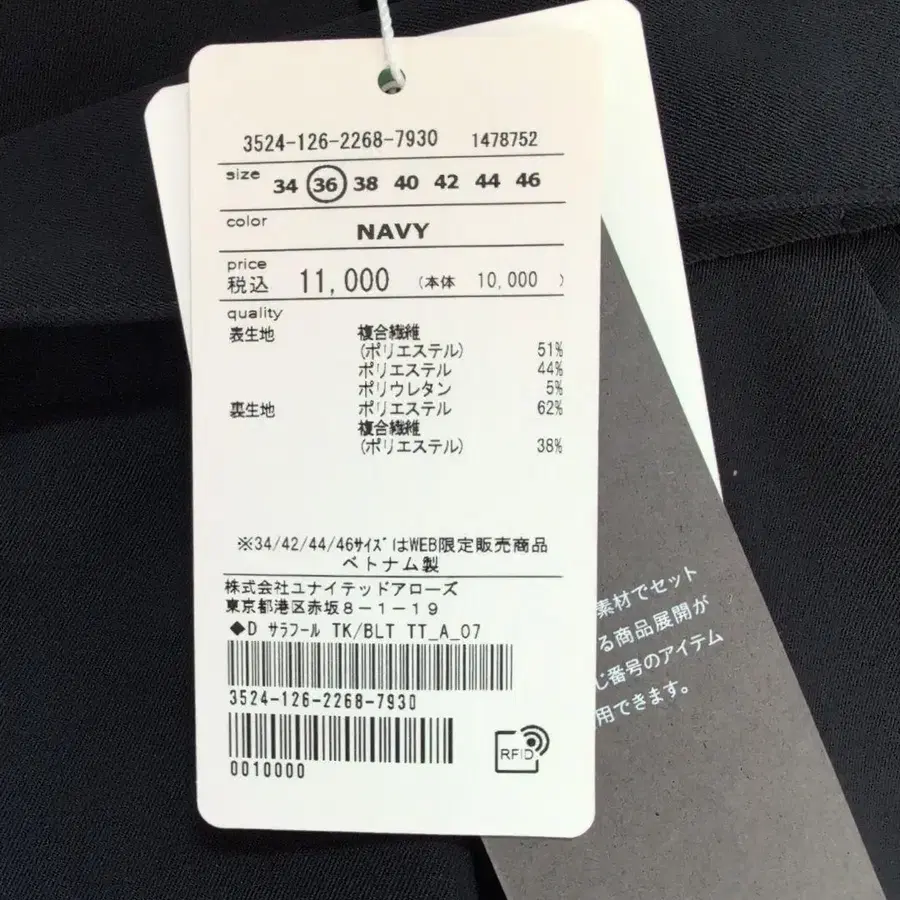 3524-126-2268-7930 1478752
size 34 36 38 40 42 44 46
color
NAVY
price
税込 11,000 (本体 10,000 )
quality
表生地 複合繊維
(ポリエステル) 51%
ポリエステル 44%
ポリウレタン 5%
裏生地 ポリエステル 62%
複合繊維
(ポリエステル) 38%
※34/42/44/46サイズはWEB限定販売商品
ベトナム製
株式会社ユナイテッドアローズ
東京都港区赤坂8-1-19
◆D サラフール TK/BLT TT_A_07
3524-126-2268-7930
0010000
RFID
素材でセット
る商品展開が
じ番号のアイテム
用できます。